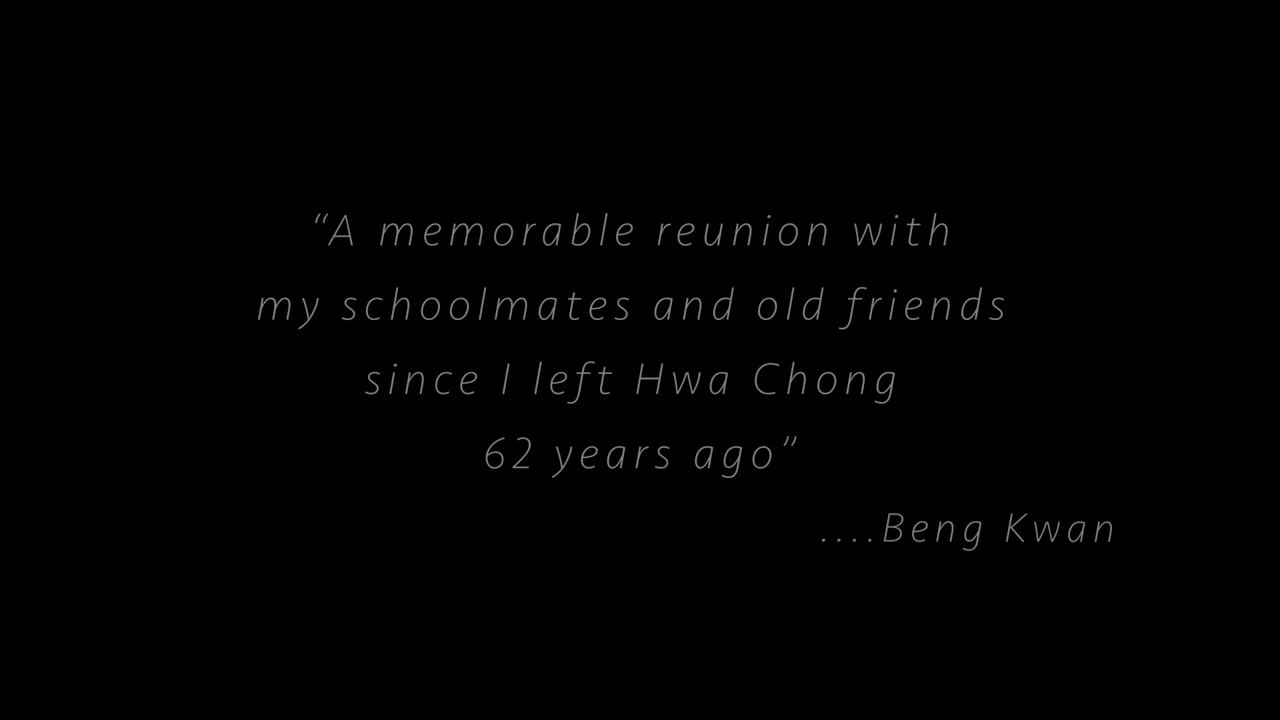 “A memorable reunion with
my schoolmates and old friends
since I left Hwa Chong
62 years ago”
....Beng Kwan